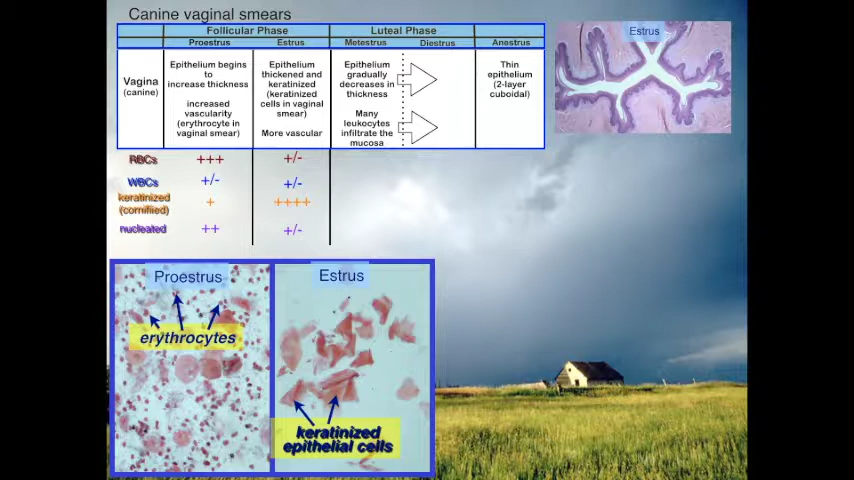 Canine vaginal smears
Follicular Phase
Luteal Phase
Proestrus
Estrus
Metestrus
Diestrus
Anestrus
Vagina
(canine)
Epithelium begins
to
increase thickness
increased
vascularity
(erythrocyte in
vaginal smear)
Epithelium
thickened and
keratinized
(keratinized
cells in vaginal
smear)
More vascular
Epithelium
gradually
decreases in
thickness
Many
leukocytes
infiltrate the
mucosa
Thin
epithelium
(2-layer
cuboidal)
Estrus
RBCs +++ +/-
WBCs +/- +/-
keratinized
(cornified) + ++++
nucleated ++ +/-
Proestrus
erythrocytes
Estrus
keratinized
epithelial cells